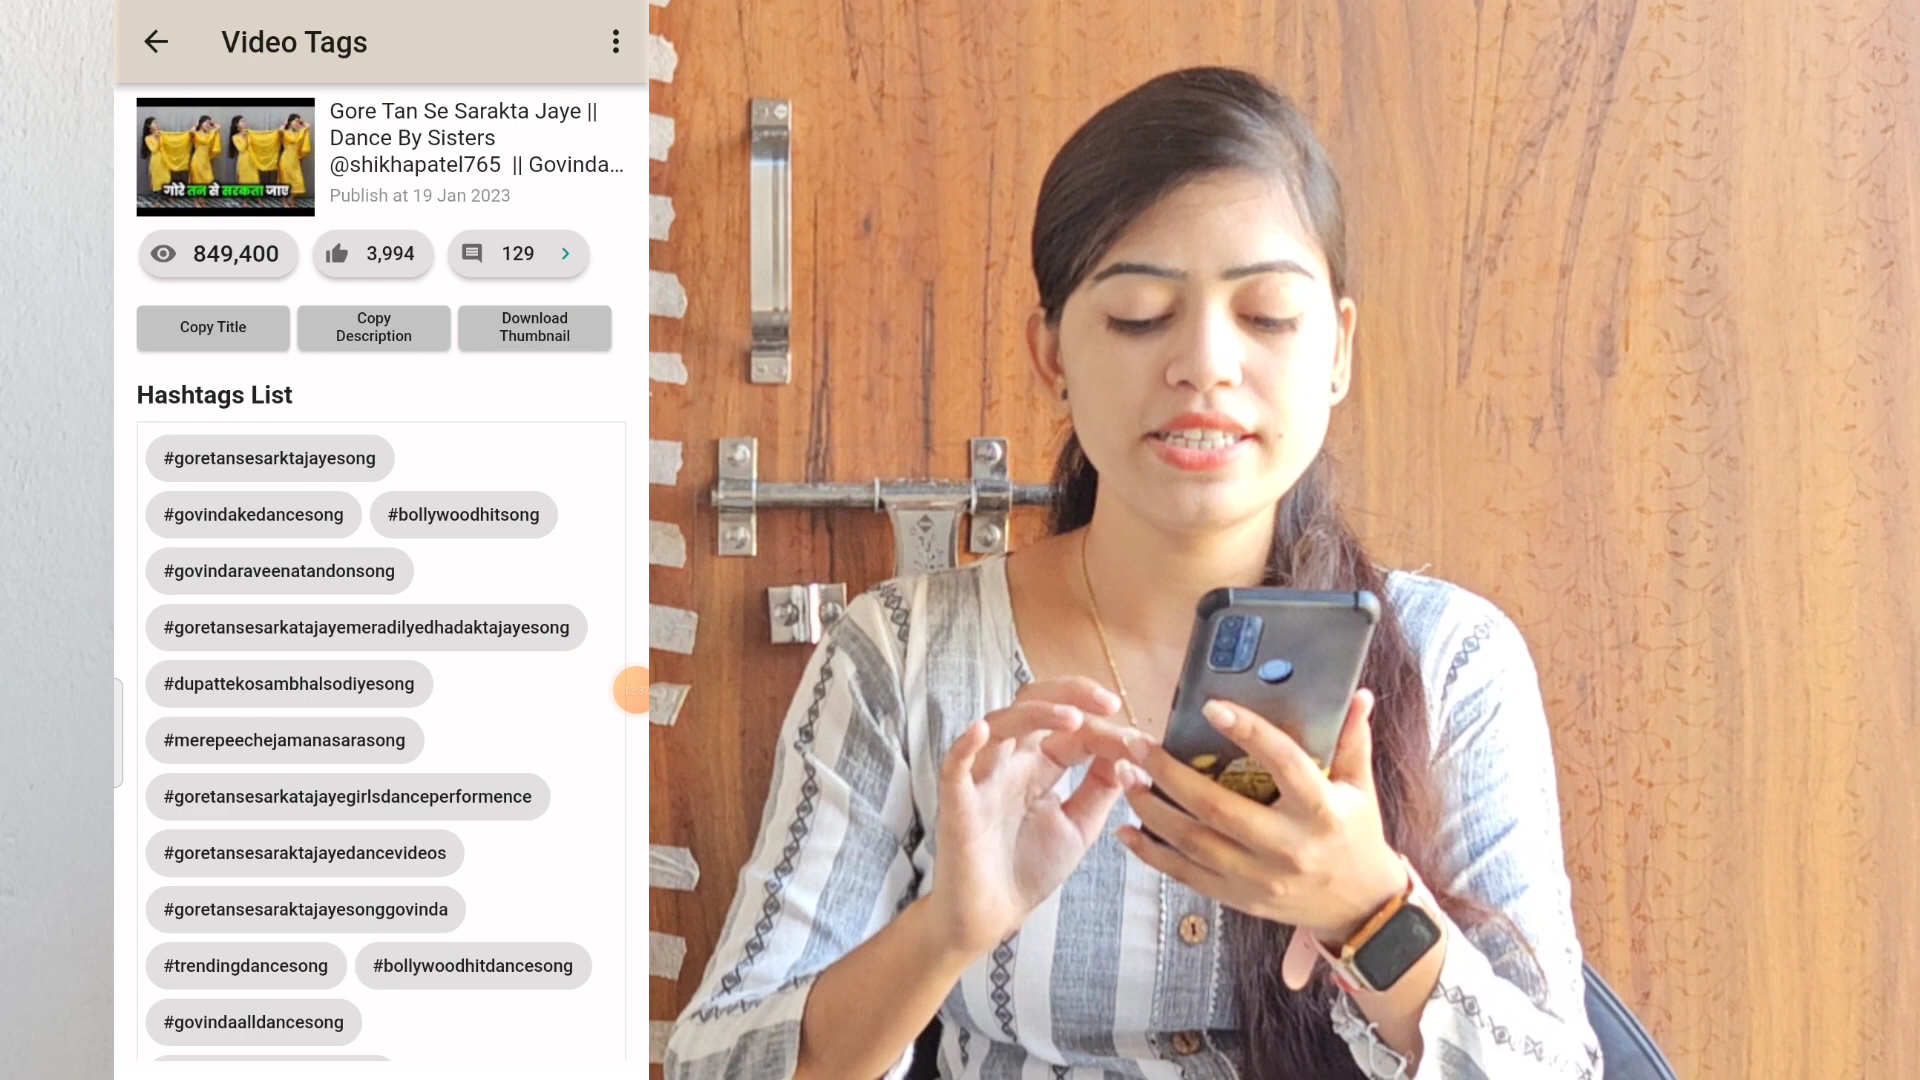 Video Tags
Gore Tan Se Sarakta Jaye ||
Dance By Sisters
@shikhapatel765 || Govinda...
Publish at 19 Jan 2023
गोरे तन से सरकता जाए
849,400
3,994
129
Copy Title
Copy
Description
Download
Thumbnail
Hashtags List
#goretansesarktajayesong
#govindakedancesong #bollywoodhitsong
#govindaraveenatandonsong
#goretansesarkatajayemeradilyedhadaktajayesong
#dupattekosambhalsodiyesong
#merepeechejamanasarasong
#goretansesarkatajayegirlsdanceperformence
#goretansesaraktajayedancevideos
#goretansesaraktajayesonggovinda
#trendingdancesong #bollywoodhitdancesong
#govindaalldancesong